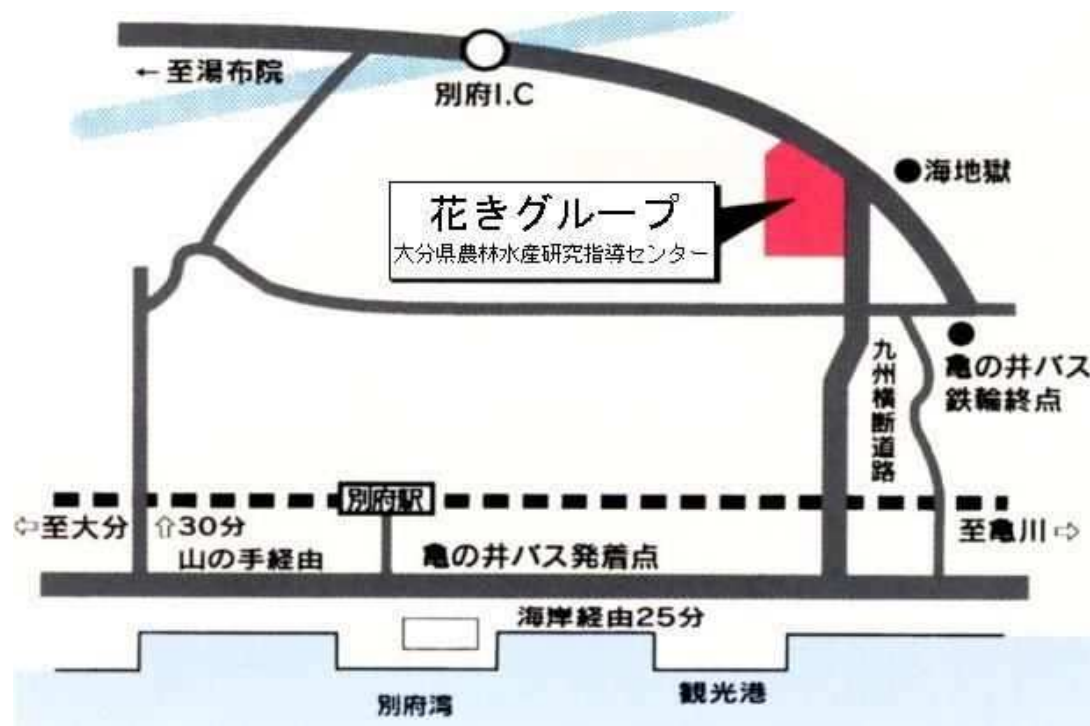 ← 至湯布院
別府I.C
海地獄
花きグループ
大分県農林水産研究指導センター
亀の井バス
鉄輪終点
九州横断道路
別府駅
⇦至大分
⇧30分
山の手経由
亀の井バス発着点
至亀川⇨
海岸経由25分
別府湾
観光港